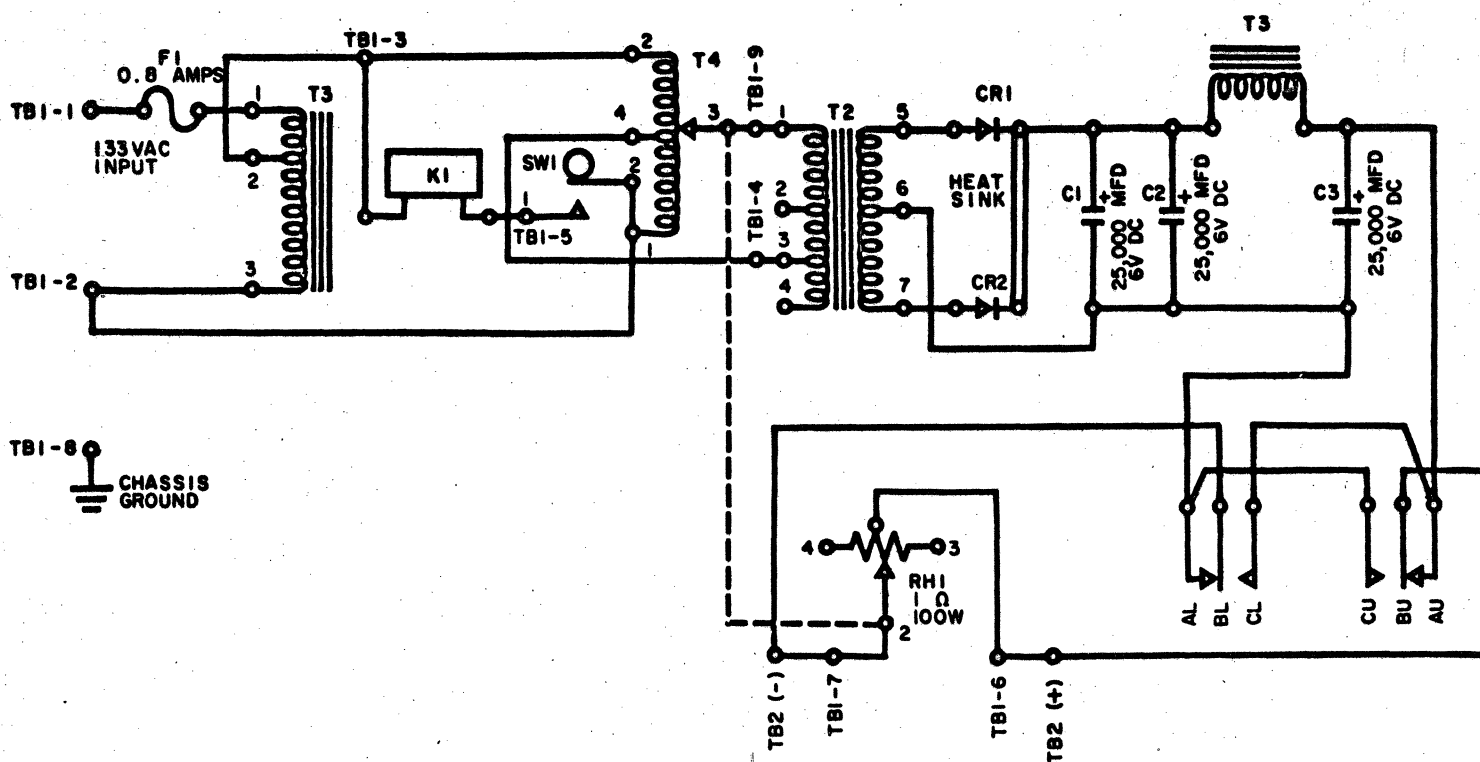 T3
TB1-3
2
F1
0.8 AMPS
T4
TB1-9
TB1-1
1
T3
4
3
1
T2
5
CR1
133 VAC
INPUT
2
K1
SW1
2
1
TB1-5
1
TB1-4
2
3
4
6
HEAT
SINK
C1
+
25,000 MFD
6V DC
C2
+
25,000 MFD
6V DC
C3
+
25,000 MFD
6V DC
TB1-2
3
7
CR2
TB1-8
CHASSIS
GROUND
4
3
RH1
1 Ω
100W
2
AL
BL
CL
CU
BU
AU
TB2 (-)
TB1-7
TB1-6
TB2 (+)